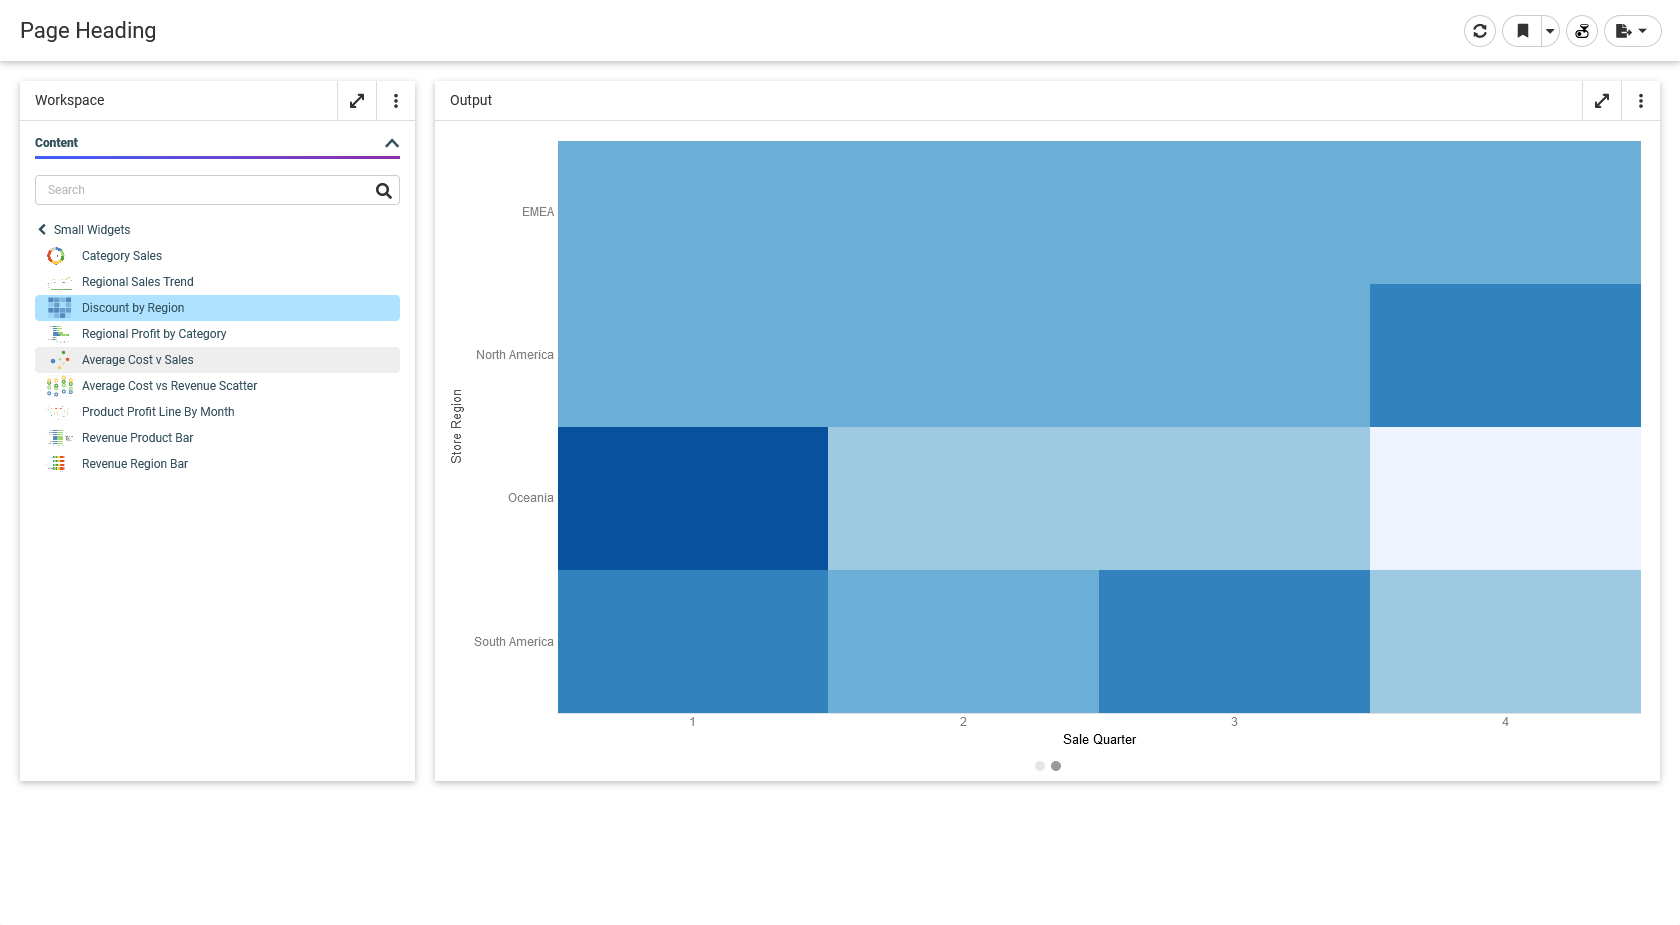 Page Heading
Workspace
Content
Search
Small Widgets
Category Sales
Regional Sales Trend
Discount by Region
Regional Profit by Category
Average Cost v Sales
Average Cost vs Revenue Scatter
Product Profit Line By Month
Revenue Product Bar
Revenue Region Bar
Output
Store Region
EMEA
North America
Oceania
South America
1 2 3 4
Sale Quarter